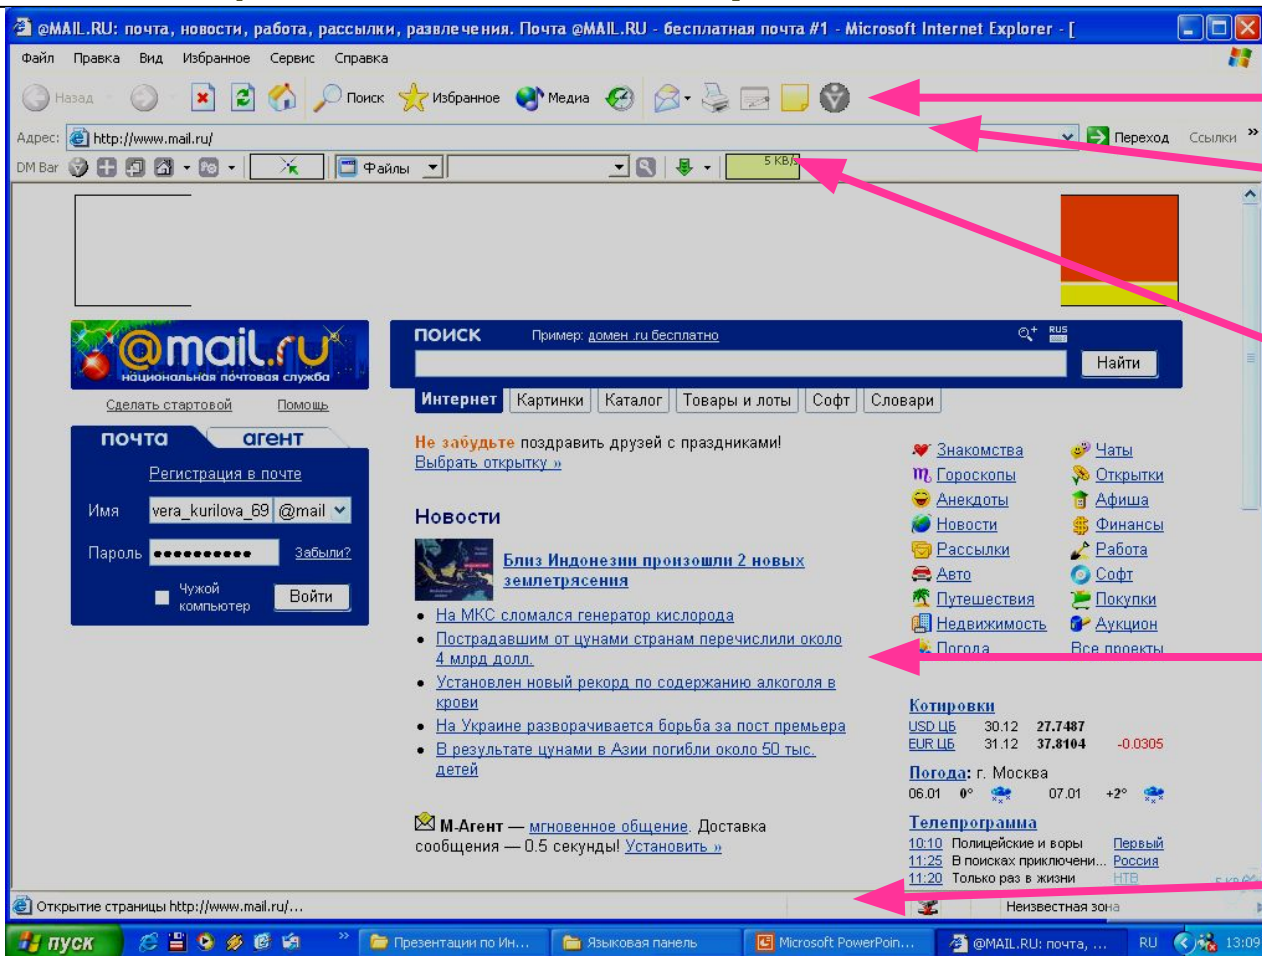 @MAIL.RU: почта, новости, работа, рассылки, развлечения. Почта @MAIL.RU - бесплатная почта #1 - Microsoft Internet Explorer - [
Файл Правка Вид Избранное Сервис Справка
Назад Поиск Избранное Медиа
Адрес: http://www.mail.ru/ Переход Ссылки »
DM Bar Файлы 5 KB/s
@mail.ru
национальная почтовая служба
Сделать стартовой Помощь
почта агент
Регистрация в почте
Имя vera_kurilova_69 @mail
Пароль •••••••••• Забыли?
Чужой
компьютер
Войти
ПОИСК Пример: домен .ru бесплатно RUS
Найти
Интернет Картинки Каталог Товары и лоты Софт Словари
Не забудьте поздравить друзей с праздниками!
Выбрать открытку »
Новости
Близ Индонезии произошли 2 новых
землетрясения
• На МКС сломался генератор кислорода
• Пострадавшим от цунами странам перечислили около
4 млрд долл.
• Установлен новый рекорд по содержанию алкоголя в
крови
• На Украине разворачивается борьба за пост премьера
• В результате цунами в Азии погибли около 50 тыс.
детей
М-Агент — мгновенное общение. Доставка
сообщения — 0.5 секунды! Установить »
Знакомства Чаты
Гороскопы Открытки
Анекдоты Афиша
Новости Финансы
Рассылки Работа
Авто Софт
Путешествия Покупки
Недвижимость Аукцион
Погода Все проекты
Котировки
USD ЦБ 30.12 27.7487
EUR ЦБ 31.12 37.8104 -0.0305
Погода: г. Москва
06.01 0° 07.01 +2°
Телепрограмма
10:10 Полицейские и воры Первый
11:25 В поисках приключени... Россия
11:20 Только раз в жизни НТВ
Открытие страницы http://www.mail.ru/... Неизвестная зона
пуск » Презентации по Ин... Языковая панель Microsoft PowerPoin... @MAIL.RU: почта, ... RU 13:09